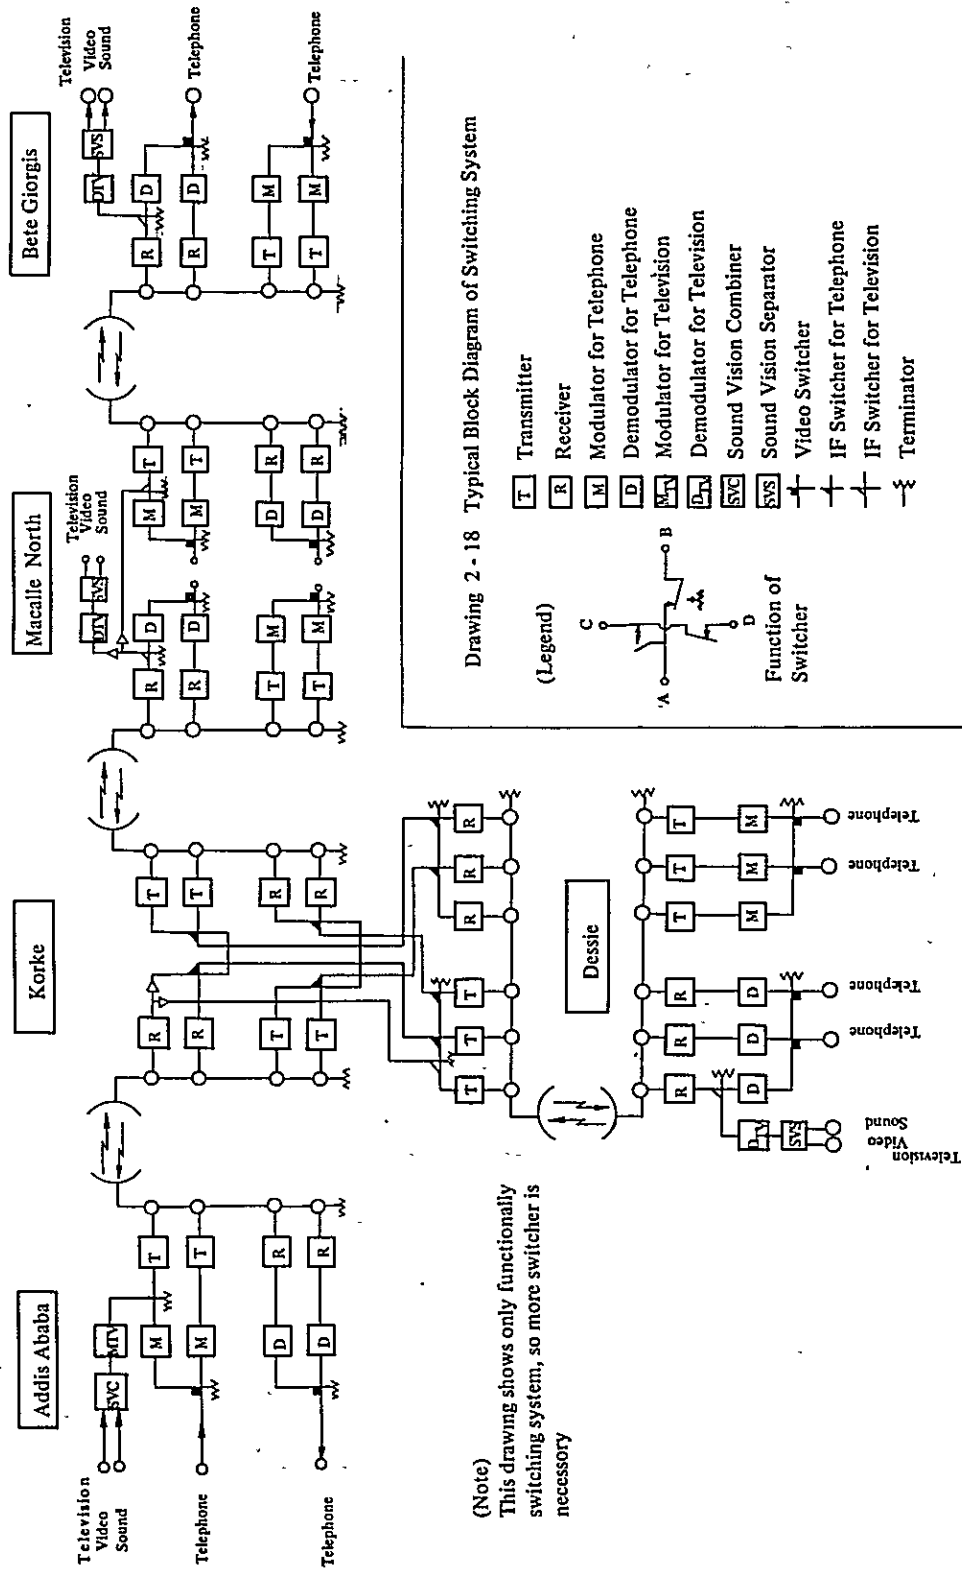 Addis Ababa
Korke
Macalle North
Bete Giorgis
Television
Video
Sound
SVC
MTV
M
T
M
T
Telephone
D
R
D
R
Telephone
R
T
R
T
T
R
T
R
Television
Video
Sound
DTV
SVS
R
D
M
T
R
D
M
T
T
M
D
R
T
M
D
R
Television
Video
Sound
DTV
SVS
R
D
R
D
Telephone
T
M
T
M
Telephone
T
T
T
R
R
R
Dessie
R
R
R
T
T
T
D
D
D
M
M
M
DTV
SVS
Television
Video
Sound
Telephone
Telephone
Telephone
Telephone
(Note)
This drawing shows only functionally
switching system, so more switcher is
necessory
Drawing 2 - 18 Typical Block Diagram of Switching System
(Legend)
A
B
C
D
Function of
Switcher
T Transmitter
R Receiver
M Modulator for Telephone
D Demodulator for Telephone
MTV Modulator for Television
DTV Demodulator for Television
SVC Sound Vision Combiner
SVS Sound Vision Separator
Video Switcher
IF Switcher for Telephone
IF Switcher for Television
Terminator